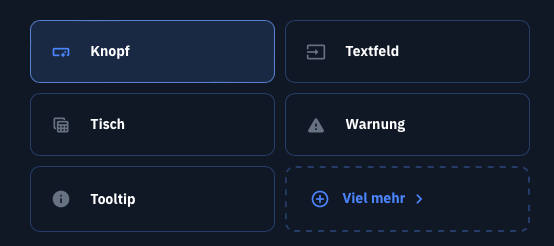 Knopf
Textfeld
Tisch
Warnung
Tooltip
Viel mehr